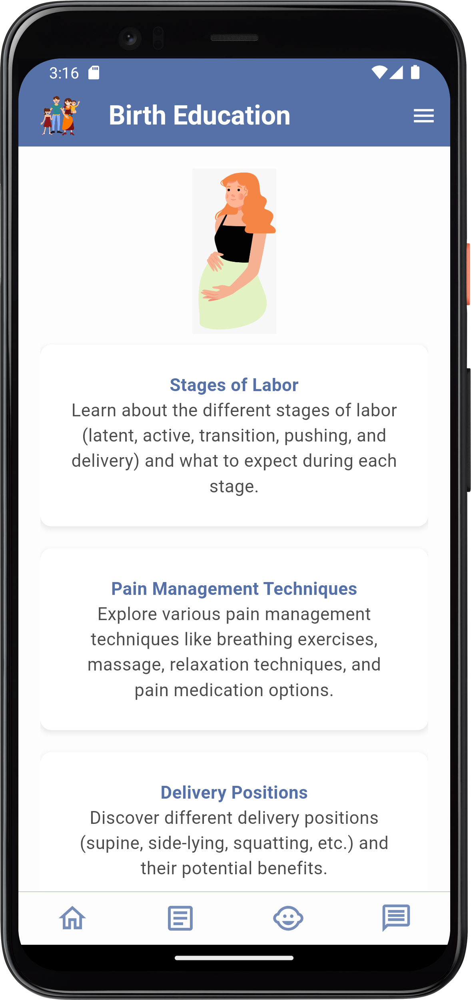 3:16
Birth Education
Stages of Labor
Learn about the different stages of labor
(latent, active, transition, pushing, and
delivery) and what to expect during each
stage.
Pain Management Techniques
Explore various pain management
techniques like breathing exercises,
massage, relaxation techniques, and
pain medication options.
Delivery Positions
Discover different delivery positions
(supine, side-lying, squatting, etc.) and
their potential benefits.